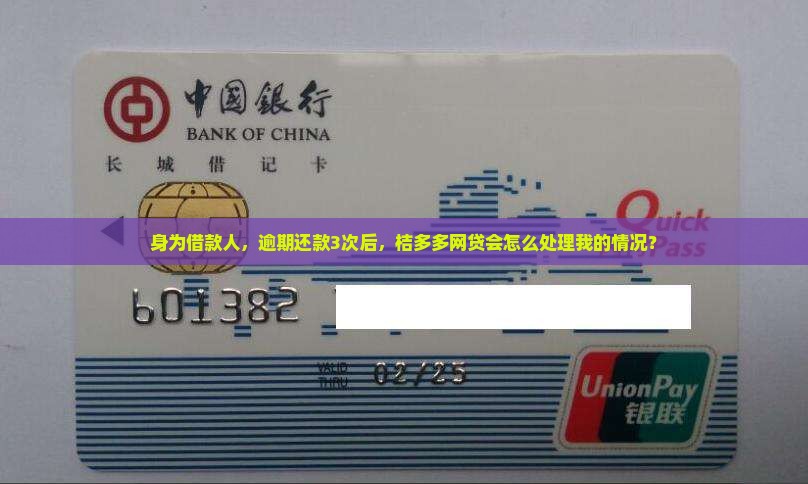 中國銀行
BANK OF CHINA
长城借记卡
Quick
Pass
身为借款人，逾期还款3次后，桔多多网贷会怎么处理我的情况?
601382
VALID
THRU
02/25
UnionPay
银联